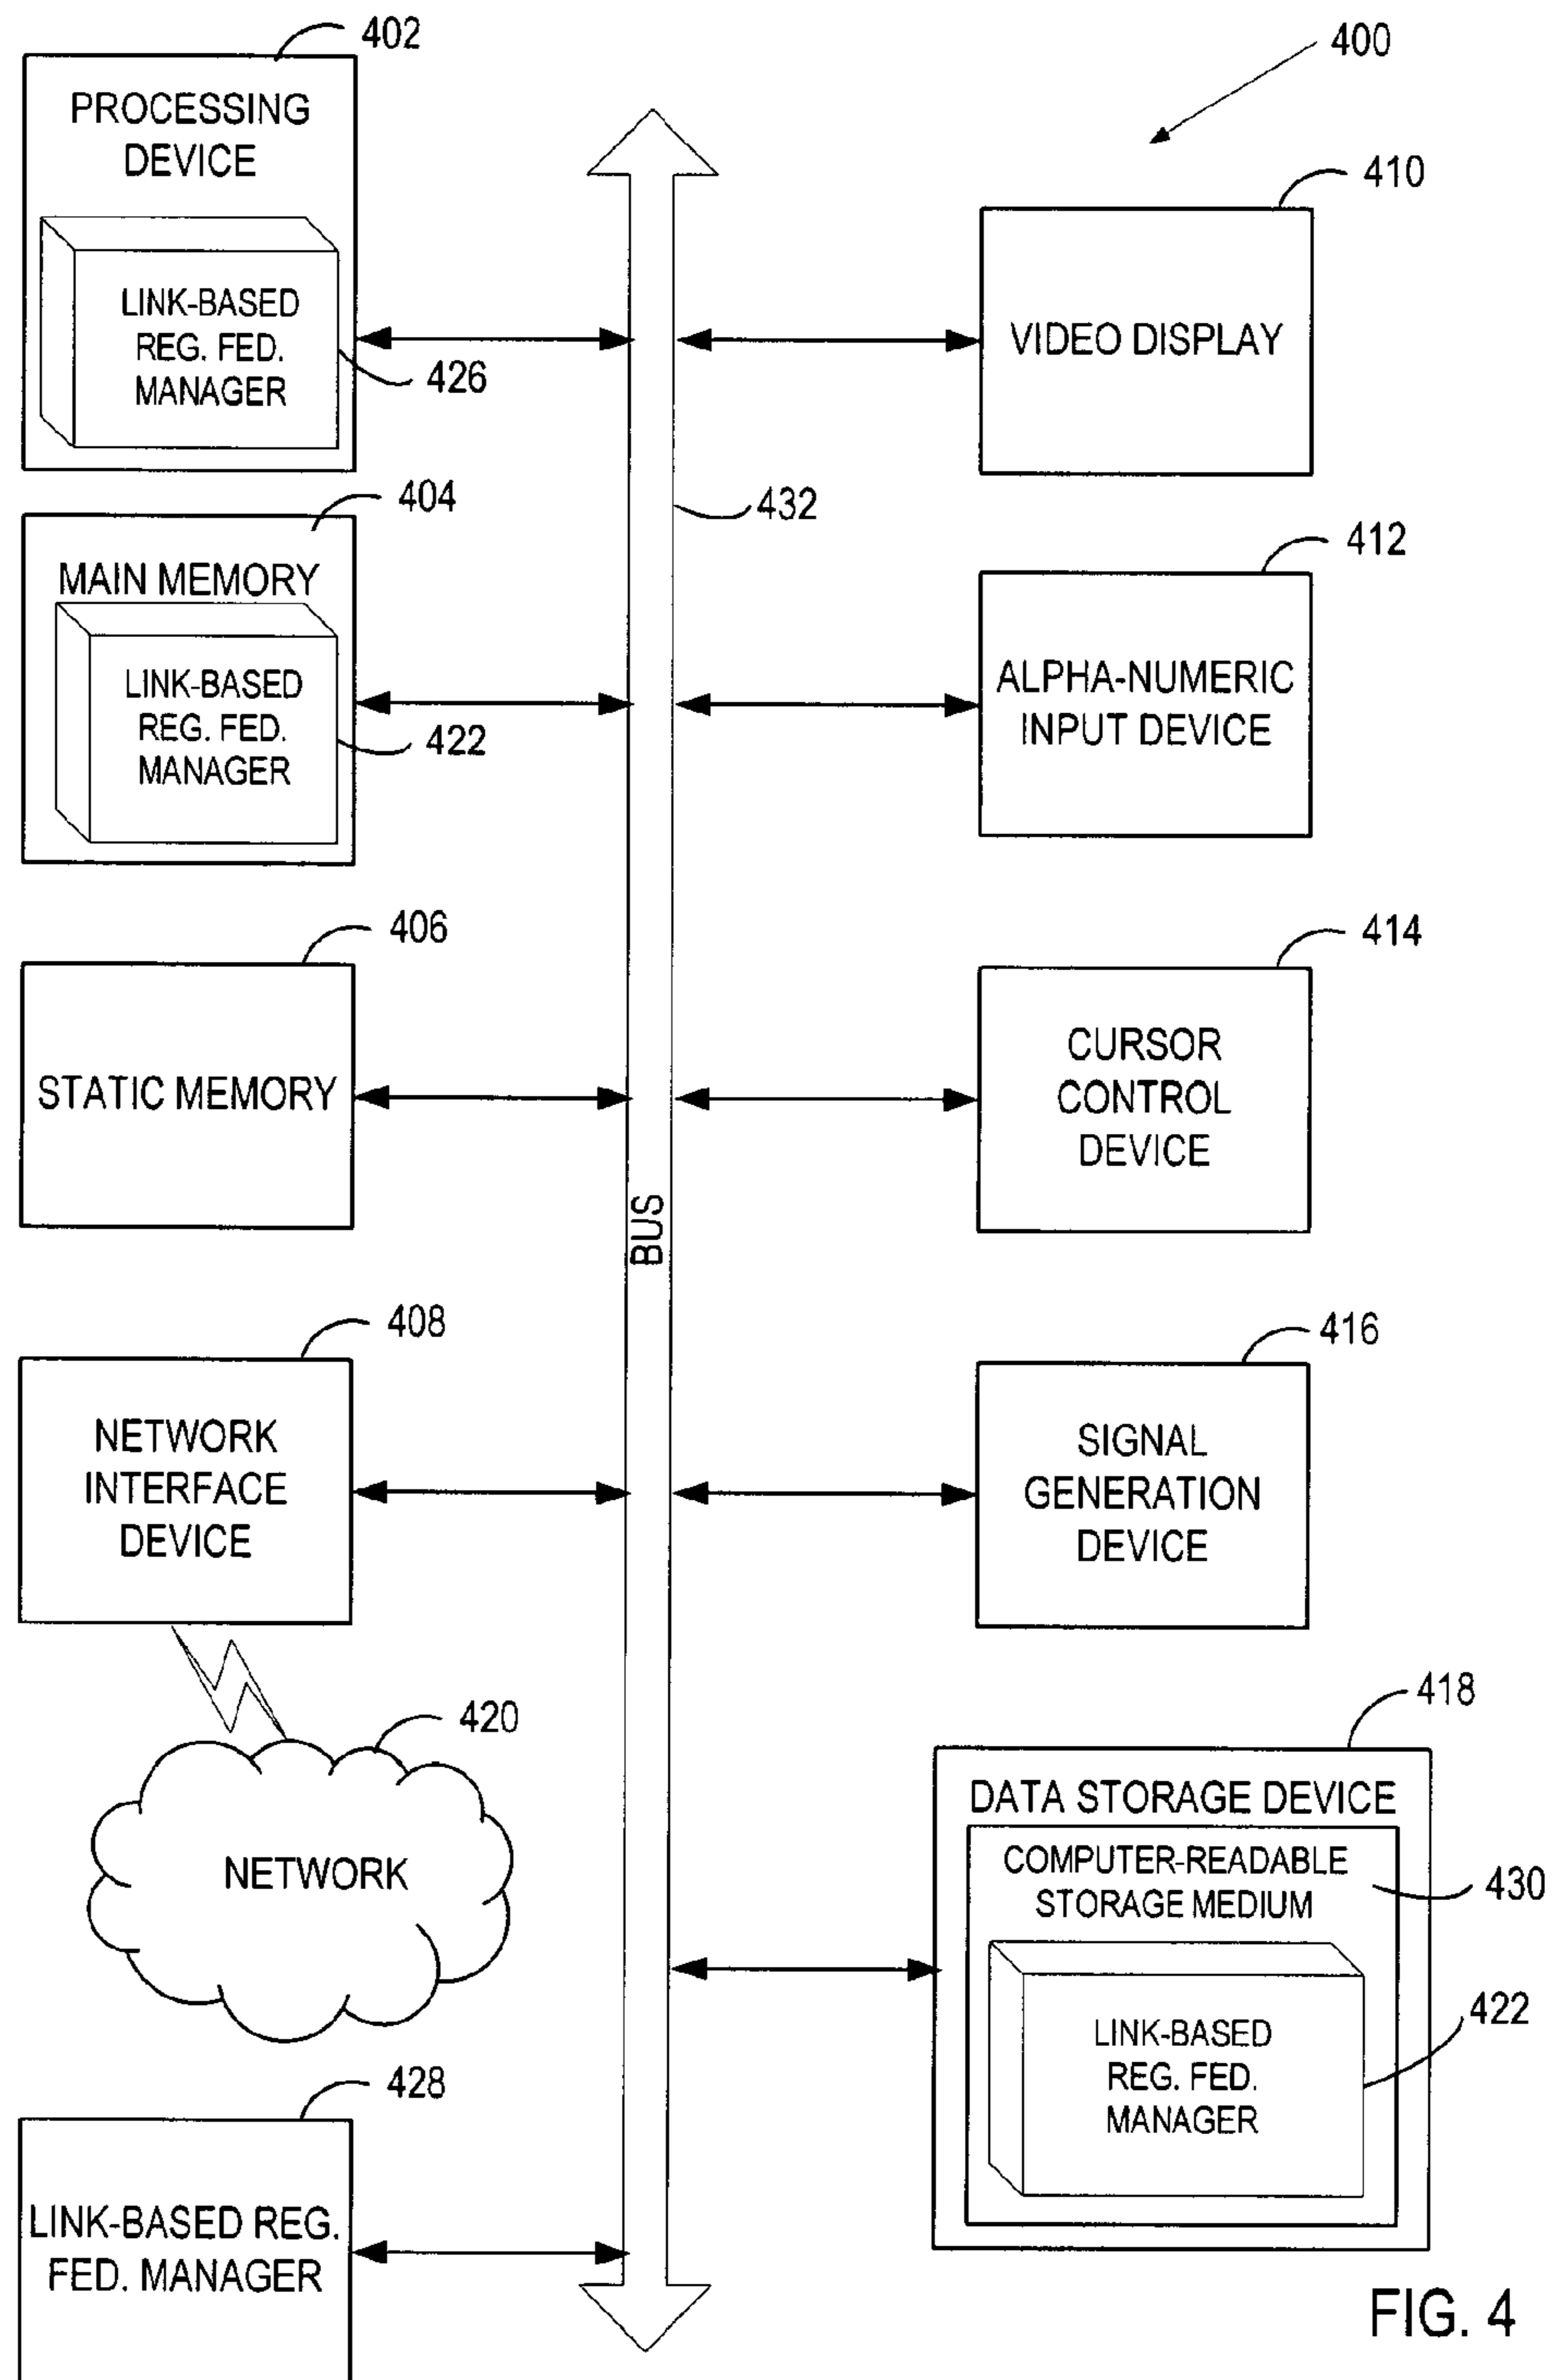 402
PROCESSING
DEVICE
LINK-BASED
REG. FED.
MANAGER
426
404
MAIN MEMORY
LINK-BASED
REG. FED.
MANAGER
422
406
STATIC MEMORY
408
NETWORK
INTERFACE
DEVICE
420
NETWORK
428
LINK-BASED REG.
FED. MANAGER
432
BUS
400
410
VIDEO DISPLAY
412
ALPHA-NUMERIC
INPUT DEVICE
414
CURSOR
CONTROL
DEVICE
416
SIGNAL
GENERATION
DEVICE
418
DATA STORAGE DEVICE
COMPUTER-READABLE
STORAGE MEDIUM
430
LINK-BASED
REG. FED.
MANAGER
422
FIG. 4